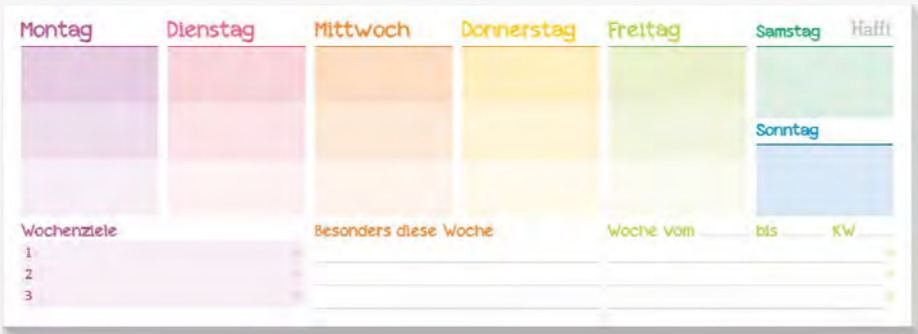 Montag Dienstag Mittwoch Donnerstag Freitag Samstag Häfft
Sonntag
Wochenziele Besonders diese Woche Woche vom bis KW
1
2
3